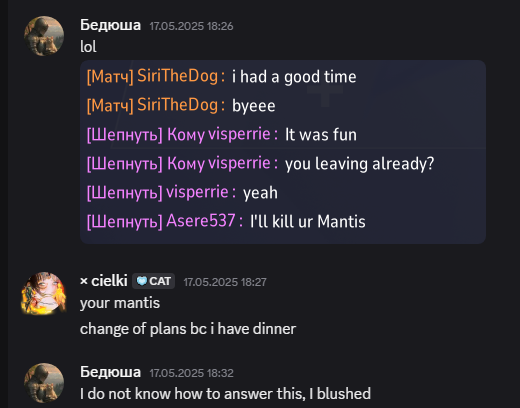 Бедюша 17.05.2025 18:26
lol
[Матч] SiriTheDog : i had a good time
[Матч] SiriTheDog : byeee
[Шепнуть] Кому visperrie : It was fun
[Шепнуть] Кому visperrie : you leaving already?
[Шепнуть] visperrie : yeah
[Шепнуть] Asere537 : I'll kill ur Mantis
× cielki CAT 17.05.2025 18:27
your mantis
change of plans bc i have dinner
Бедюша 17.05.2025 18:32
I do not know how to answer this, I blushed